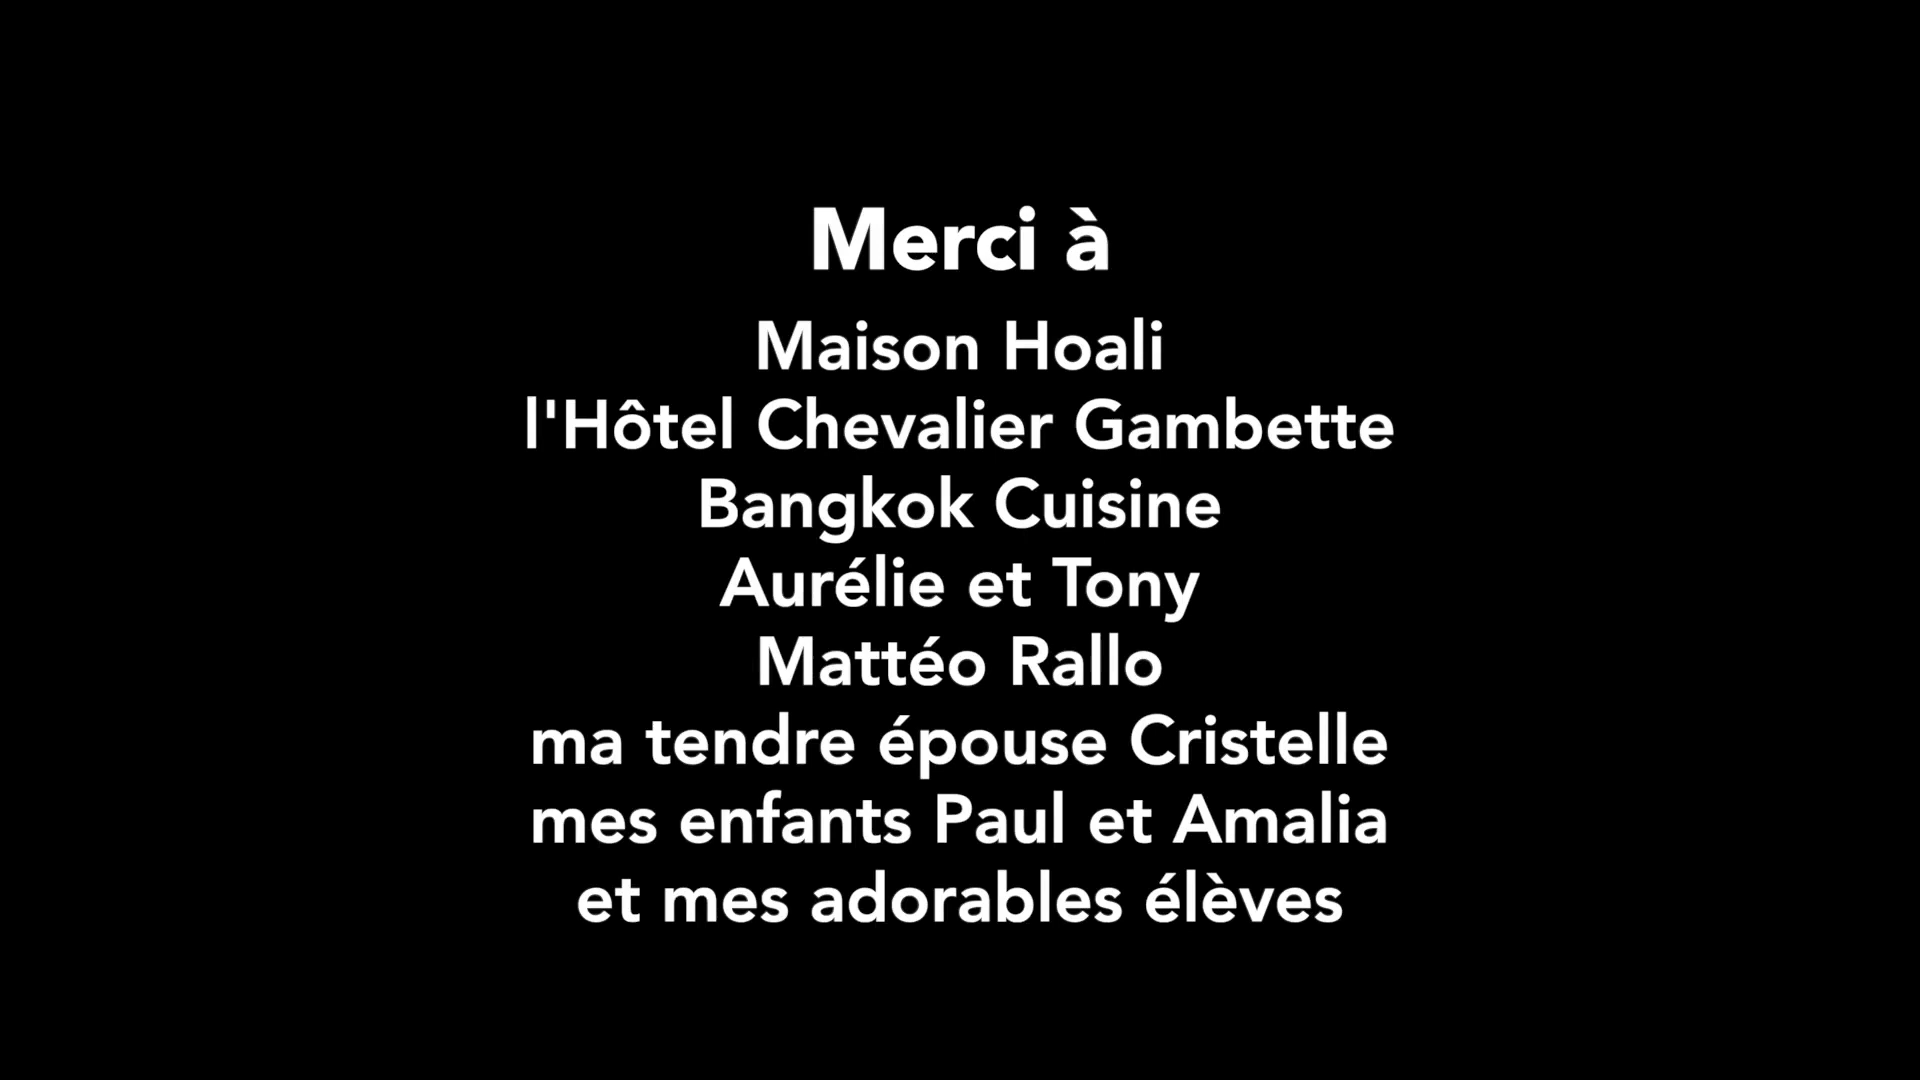 Merci à
Maison Hoali
l'Hôtel Chevalier Gambette
Bangkok Cuisine
Aurélie et Tony
Mattéo Rallo
ma tendre épouse Cristelle
mes enfants Paul et Amalia
et mes adorables élèves